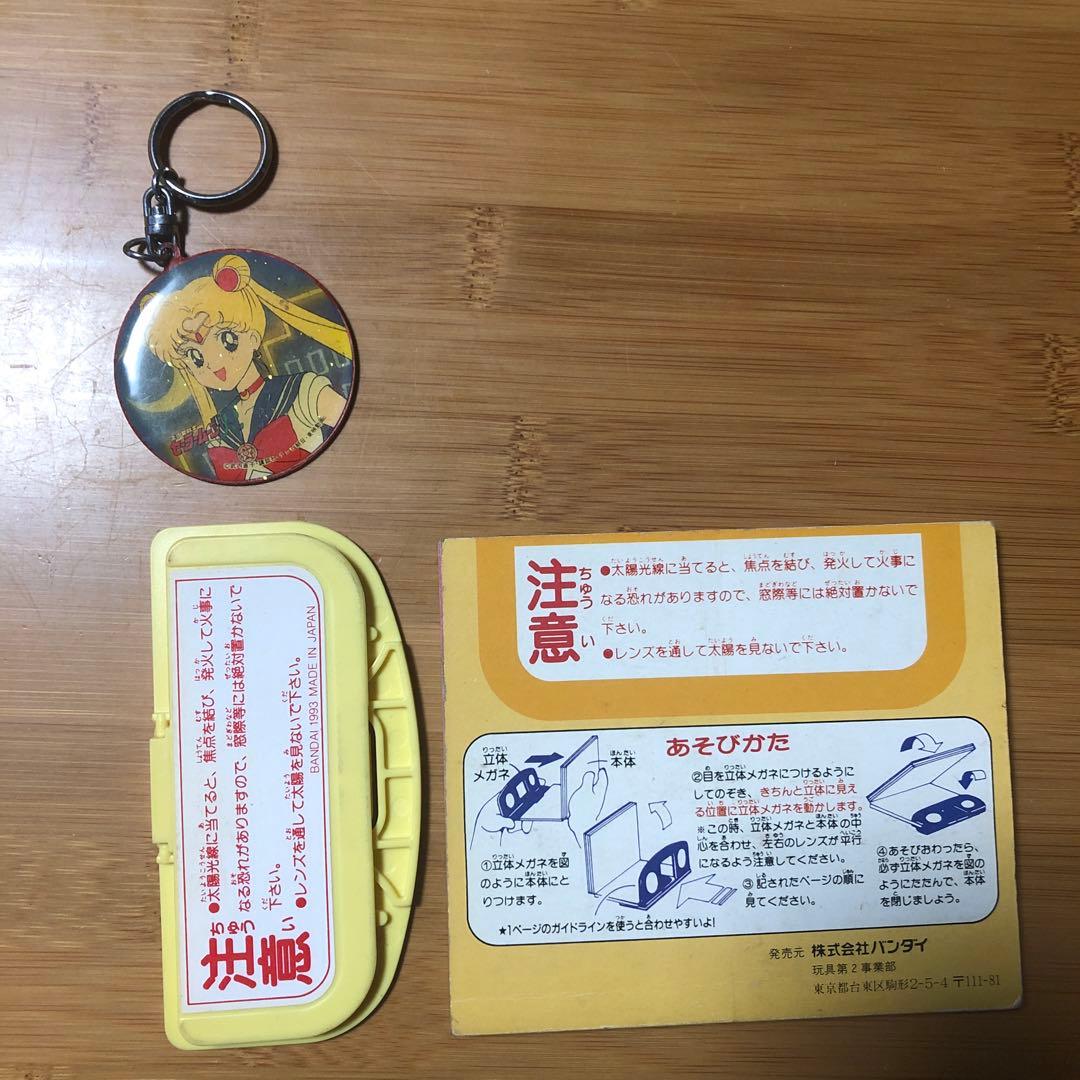 セーラームーン
注意
ちゅうい
●太陽光線に当てると、焦点を結び、発火して火事に
なる恐れがありますので、窓際等には絶対置かないで
下さい。
●レンズを通して太陽を見ないで下さい。
BANDAI 1993 MADE IN JAPAN
注意
ちゅうい
●太陽光線に当てると、焦点を結び、発火して火事に
なる恐れがありますので、窓際等には絶対置かないで
下さい。
●レンズを通して太陽を見ないで下さい。
あそびかた
立体
メガネ
本体
①立体メガネを図
のように本体にと
りつけます。
②目を立体メガネにつけるように
してのぞき、きちんと立体に見え
る位置に立体メガネを動かします。
※この時、立体メガネと本体の中
心を合わせ、左右のレンズが平行
になるよう注意してください。
③記されたページの順に
見てください。
④あそびおわったら、
必ず立体メガネを図の
ようにたたんで、本体
を閉じましょう。
★1ページのガイドラインを使うと合わせやすいよ!
発売元 株式会社バンダイ
玩具第2事業部
東京都台東区駒形2-5-4 〒111-81